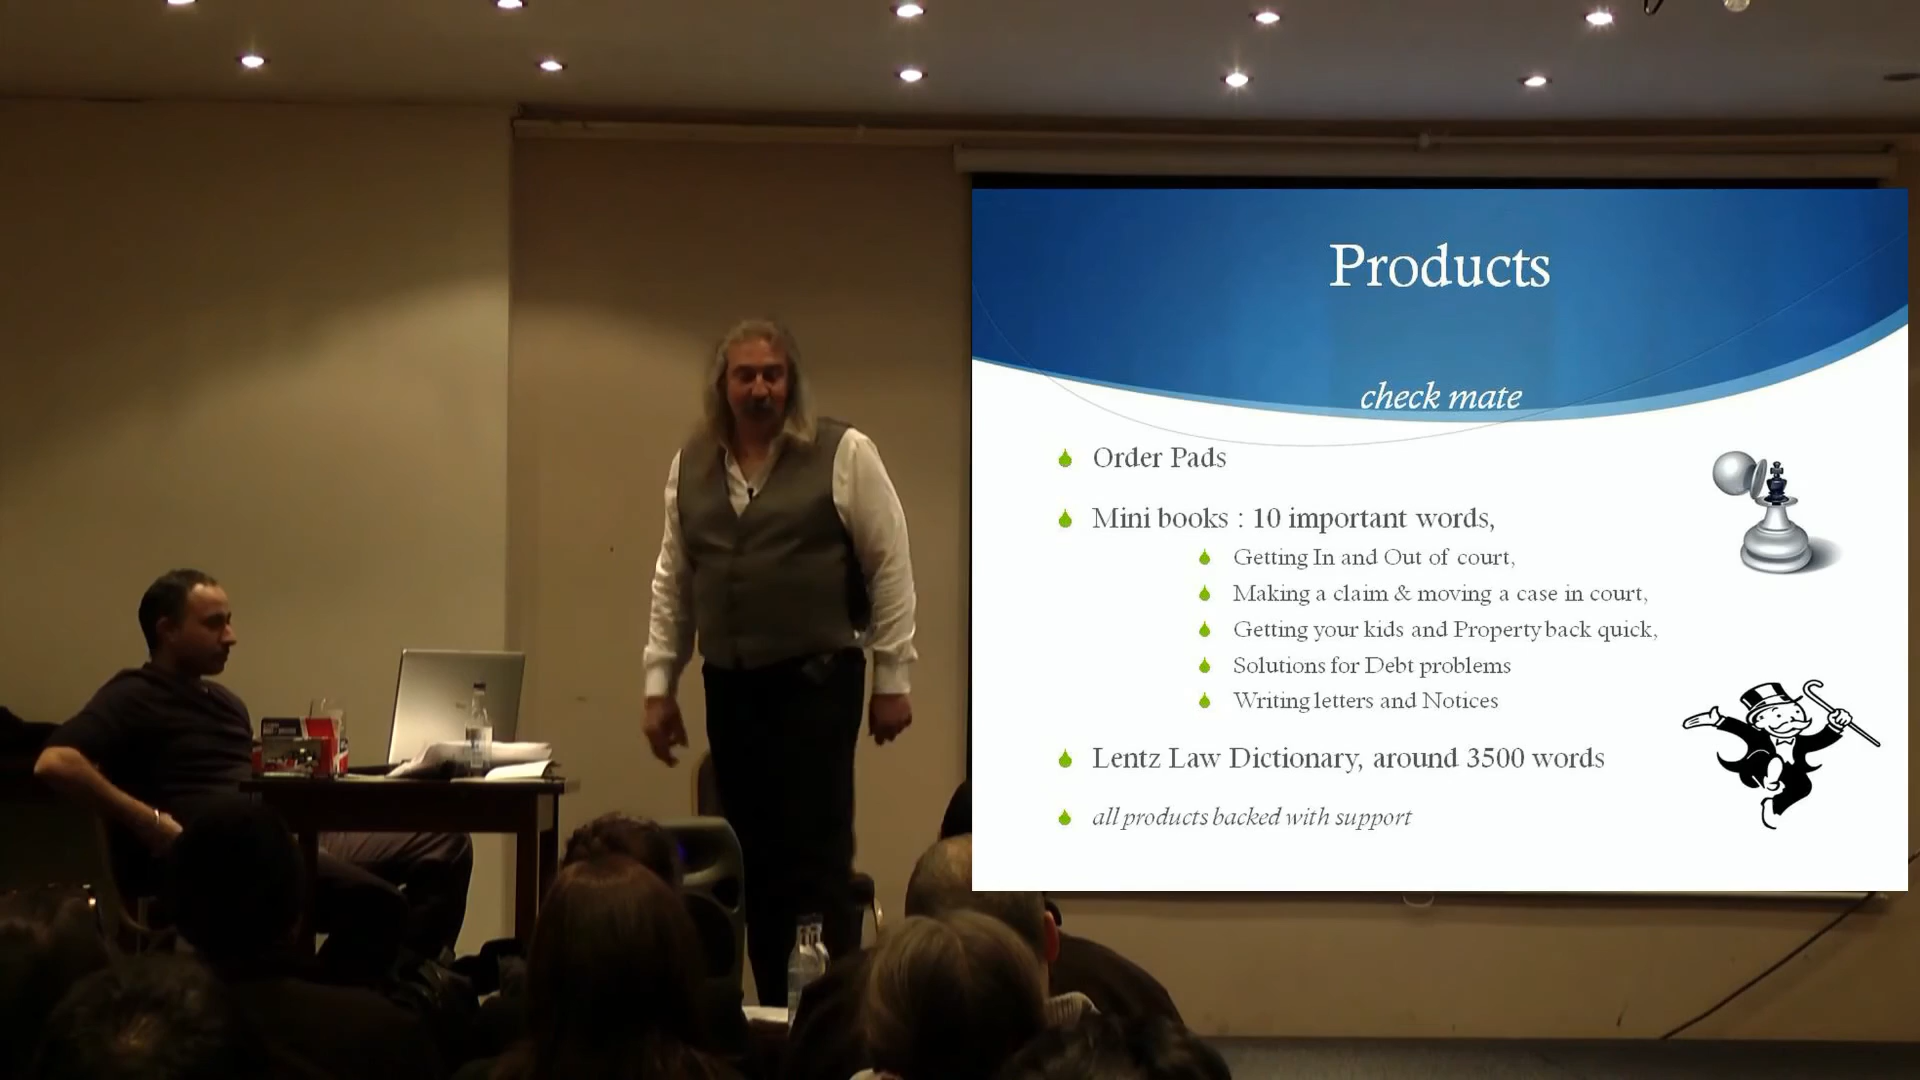 Products
check mate
Order Pads
Mini books : 10 important words,
Getting In and Out of court,
Making a claim & moving a case in court,
Getting your kids and Property back quick,
Solutions for Debt problems
Writing letters and Notices
Lentz Law Dictionary, around 3500 words
all products backed with support